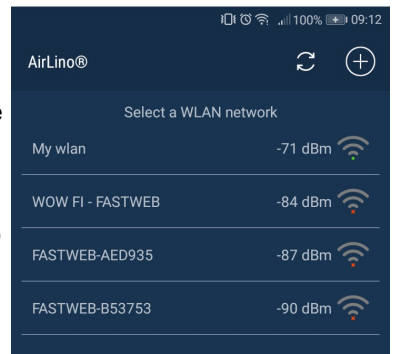 100% 09:12
AirLino®
Select a WLAN network
My wlan -71 dBm
WOW FI - FASTWEB -84 dBm
FASTWEB-AED935 -87 dBm
FASTWEB-B53753 -90 dBm